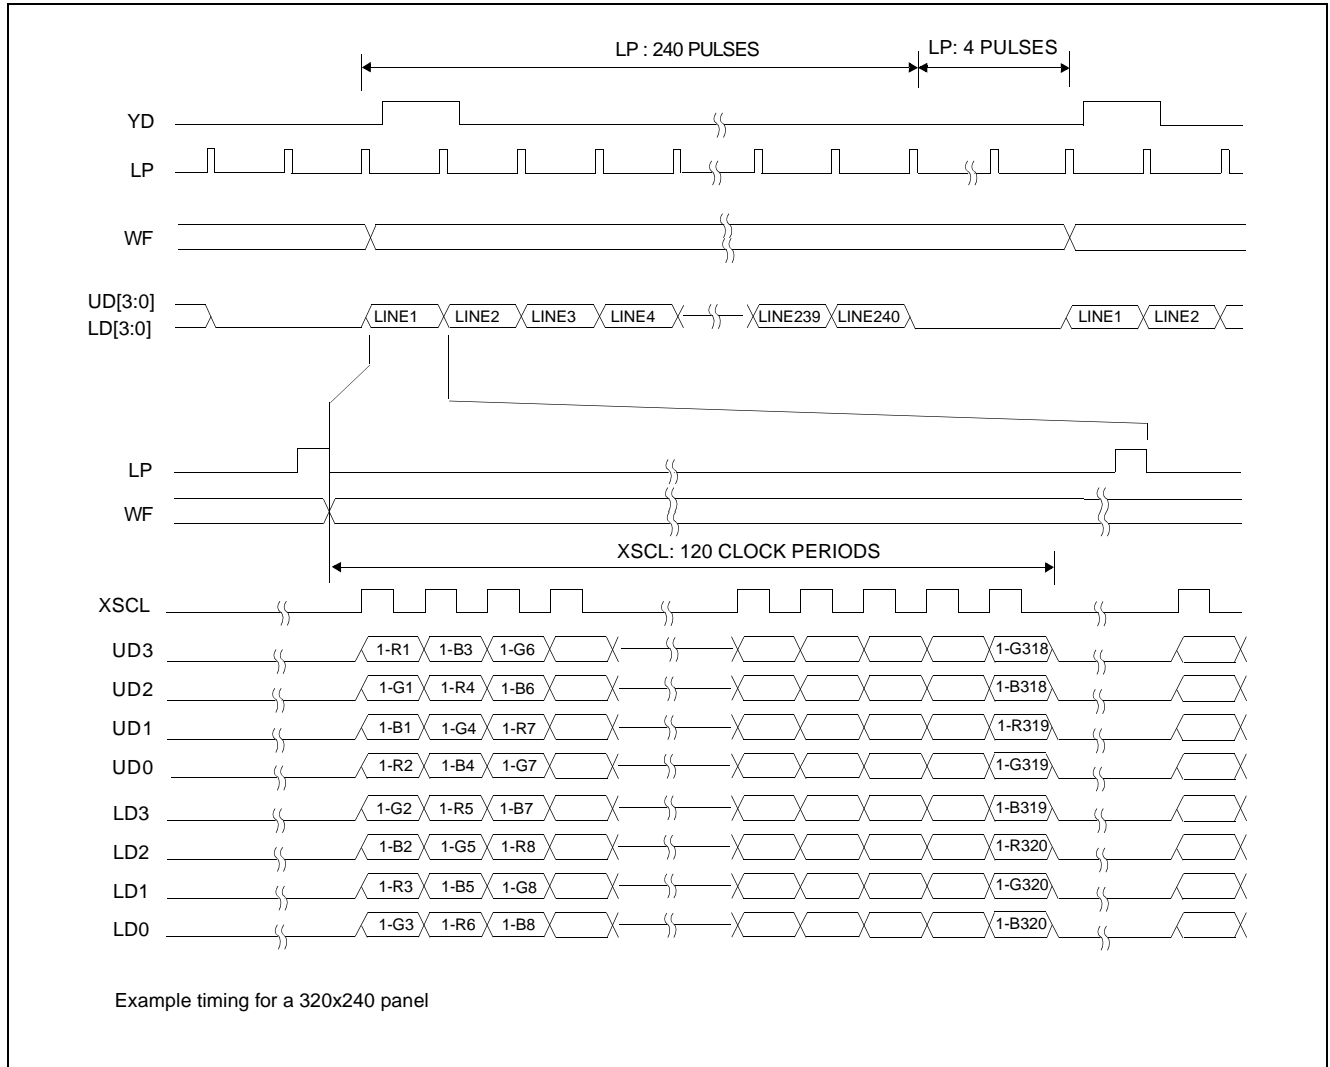 LP : 240 PULSES LP: 4 PULSES
YD
LP
WF
UD[3:0]
LD[3:0]
LINE1 LINE2 LINE3 LINE4 LINE239 LINE240 LINE1 LINE2
LP
WF
XSCL: 120 CLOCK PERIODS
XSCL
UD3 1-R1 1-B3 1-G6 1-G318
UD2 1-G1 1-R4 1-B6 1-B318
UD1 1-B1 1-G4 1-R7 1-R319
UD0 1-R2 1-B4 1-G7 1-G319
LD3 1-G2 1-R5 1-B7 1-B319
LD2 1-B2 1-G5 1-R8 1-R320
LD1 1-R3 1-B5 1-G8 1-G320
LD0 1-G3 1-R6 1-B8 1-B320
Example timing for a 320x240 panel